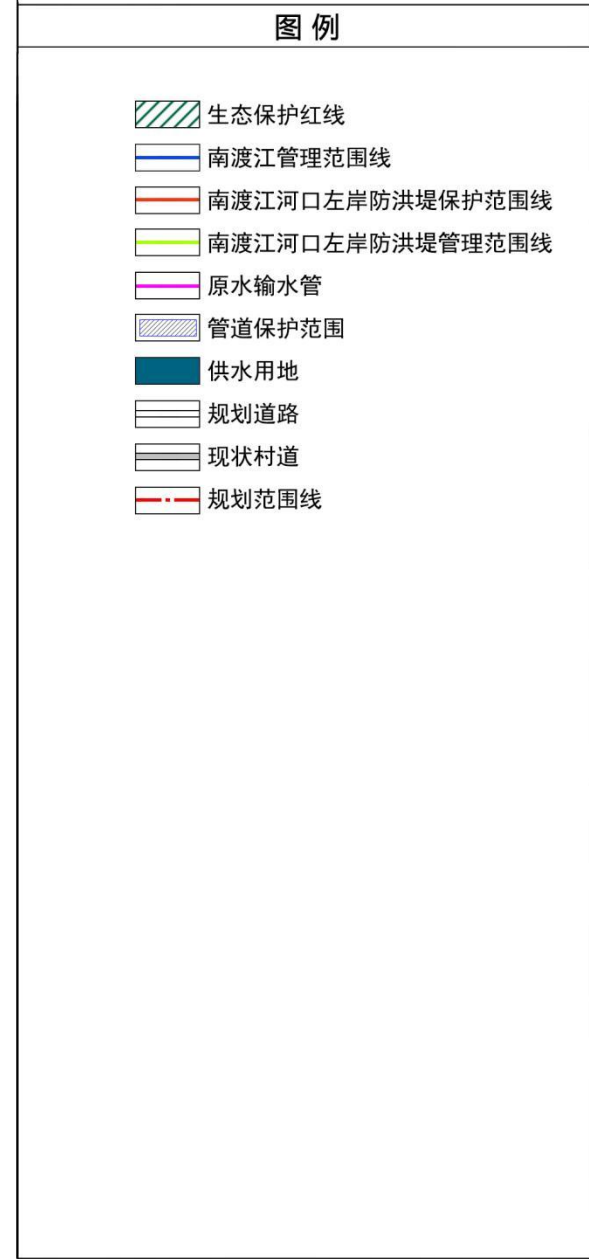 图例
生态保护红线
南渡江管理范围线
南渡江河口左岸防洪堤保护范围线
南渡江河口左岸防洪堤管理范围线
原水输水管
管道保护范围
供水用地
规划道路
现状村道
规划范围线